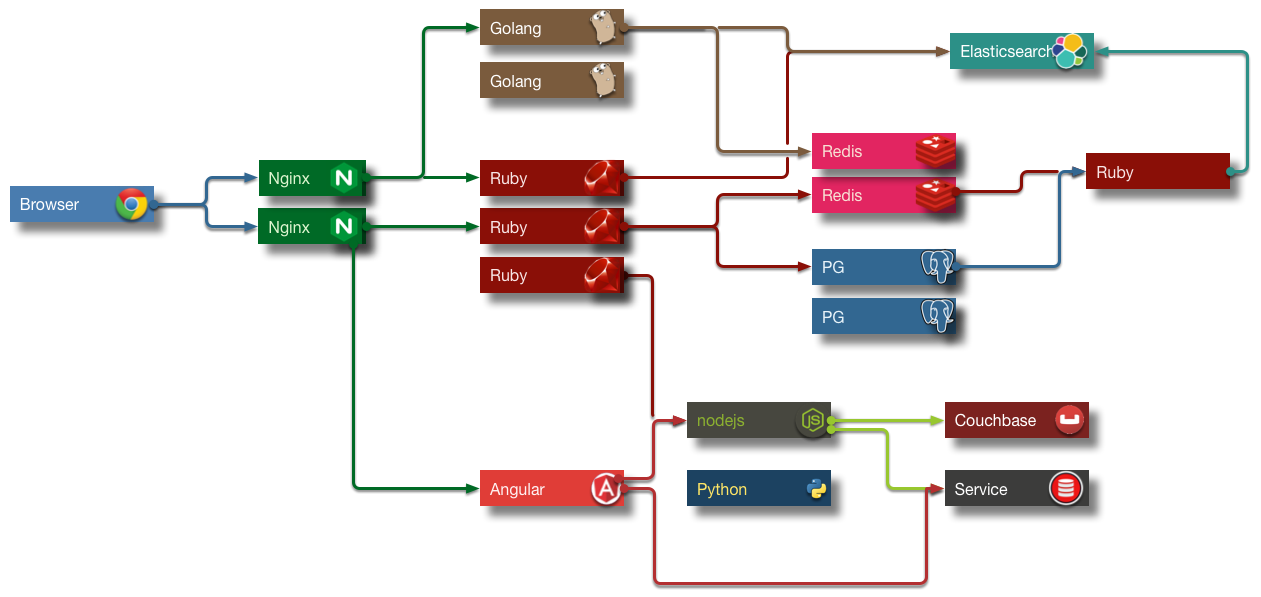 Golang
Elasticsearch
Golang
Redis
Nginx
Ruby
Ruby
Browser
Redis
Nginx
Ruby
Ruby
PG
PG
nodejs
Couchbase
Angular
Python
Service